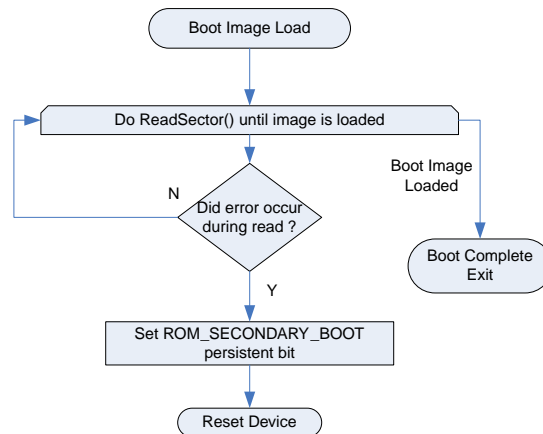 Boot Image Load
Do ReadSector() until image is loaded
Boot Image
Loaded
N
Did error occur
during read ?
Boot Complete
Exit
Y
Set ROM_SECONDARY_BOOT
persistent bit
Reset Device